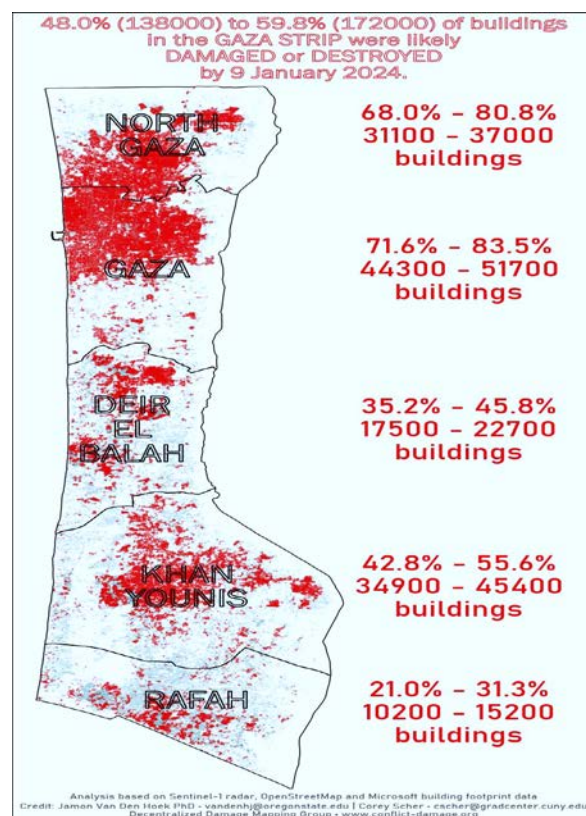 48.0% (138000) to 59.8% (172000) of buildings
in the GAZA STRIP were likely
DAMAGED or DESTROYED
by 9 January 2024.
NORTH
GAZA
68.0% – 80.8%
31100 – 37000
buildings
GAZA
71.6% – 83.5%
44300 – 51700
buildings
DEIR
EL
BALAH
35.2% – 45.8%
17500 – 22700
buildings
KHAN
YOUNIS
42.8% – 55.6%
34900 – 45400
buildings
RAFAH
21.0% – 31.3%
10200 – 15200
buildings
Analysis based on Sentinel-1 radar, OpenStreetMap and Microsoft building footprint data
Credit: Jamon Van Den Hoek PhD - vandenhj@oregonstate.edu | Corey Scher - cscher@gradcenter.cuny.edu
Decentralized Damage Mapping Group - www.conflict-damage.org